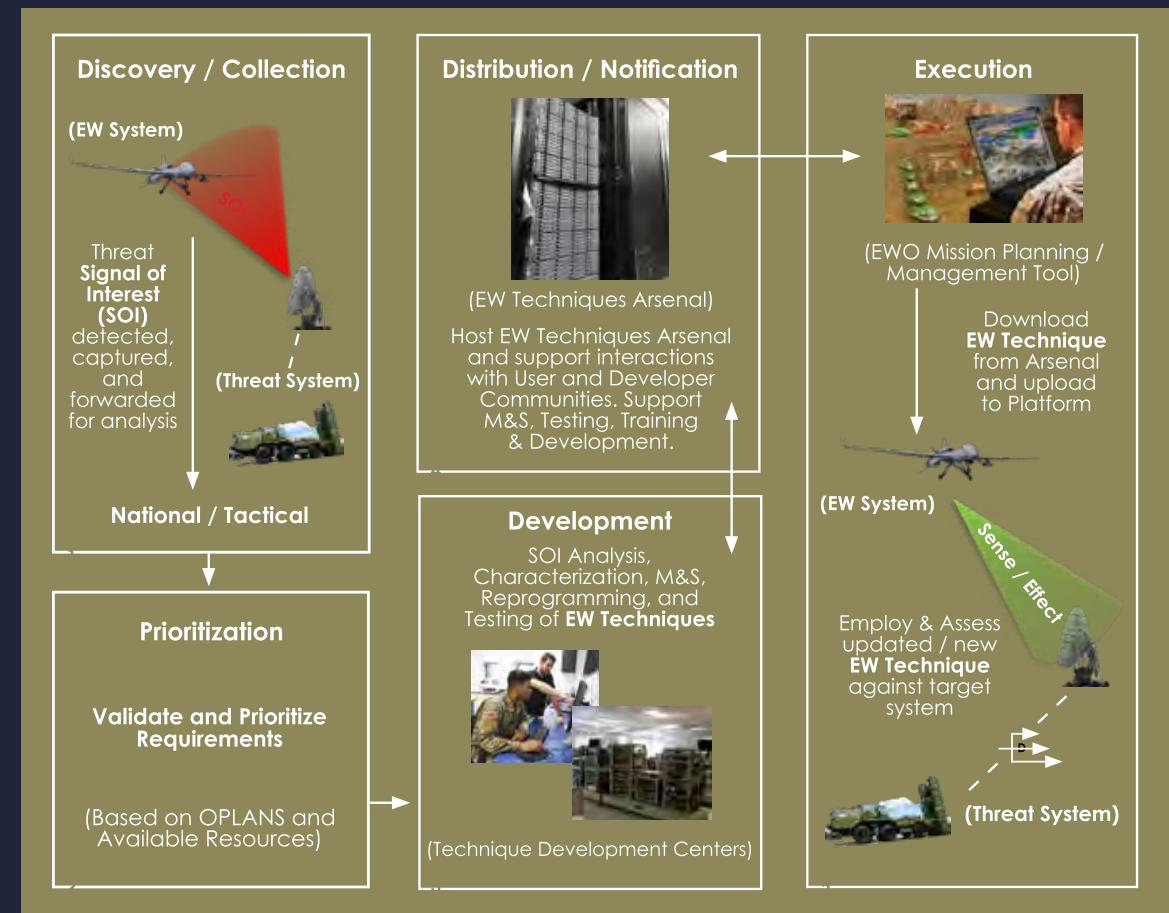 Discovery / Collection
(EW System)
SOI
Threat
Signal of
Interest
(SOI)
detected,
captured,
and
forwarded
for analysis
(Threat System)
National / Tactical
Prioritization
Validate and Prioritize
Requirements
(Based on OPLANS and
Available Resources)
Distribution / Notification
(EW Techniques Arsenal)
Host EW Techniques Arsenal
and support interactions
with User and Developer
Communities. Support
M&S, Testing, Training
& Development.
Development
SOI Analysis,
Characterization, M&S,
Reprogramming, and
Testing of EW Techniques
(Technique Development Centers)
Execution
(EWO Mission Planning /
Management Tool)
Download
EW Technique
from Arsenal
and upload
to Platform
(EW System)
Sense / Effect
Employ & Assess
updated / new
EW Technique
against target
system
D
(Threat System)